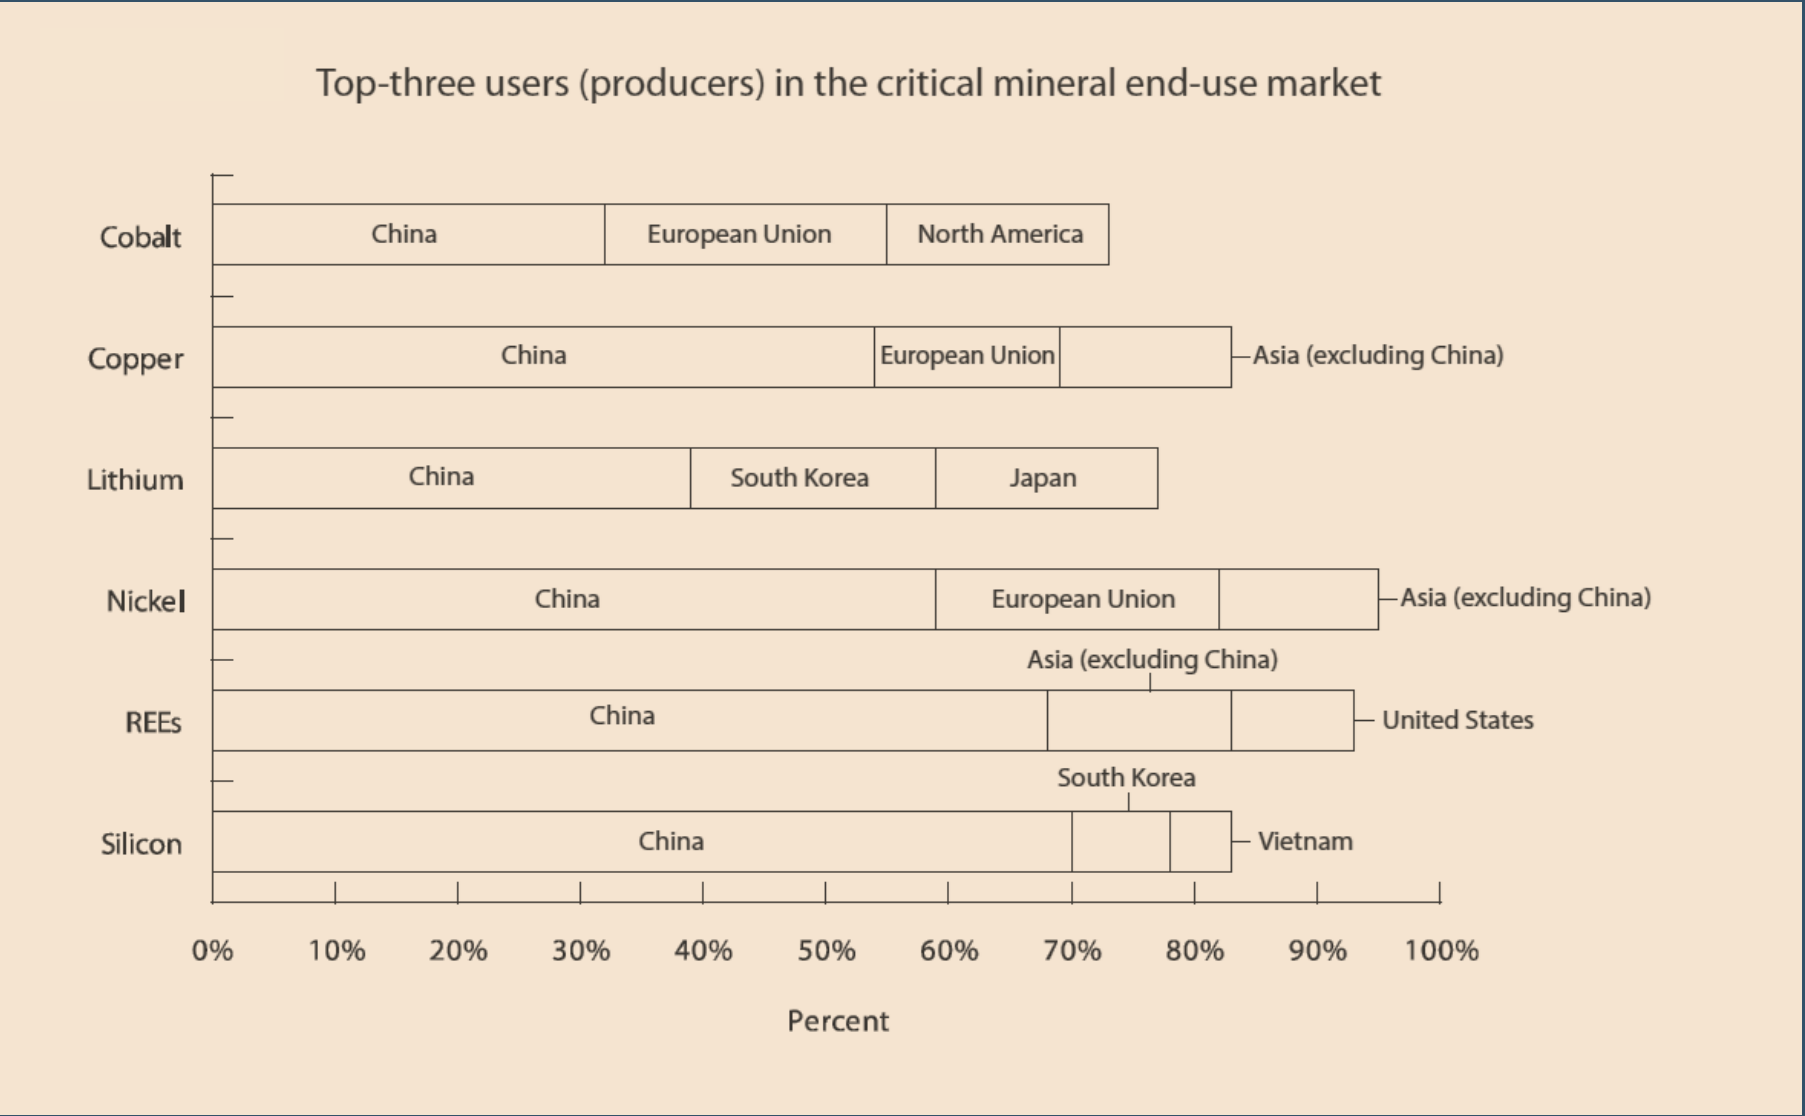 Top-three users (producers) in the critical mineral end-use market
Cobalt China European Union North America
Copper China European Union Asia (excluding China)
Lithium China South Korea Japan
Nickel China European Union Asia (excluding China)
Asia (excluding China)
REEs China United States
South Korea
Silicon China Vietnam
0% 10% 20% 30% 40% 50% 60% 70% 80% 90% 100%
Percent